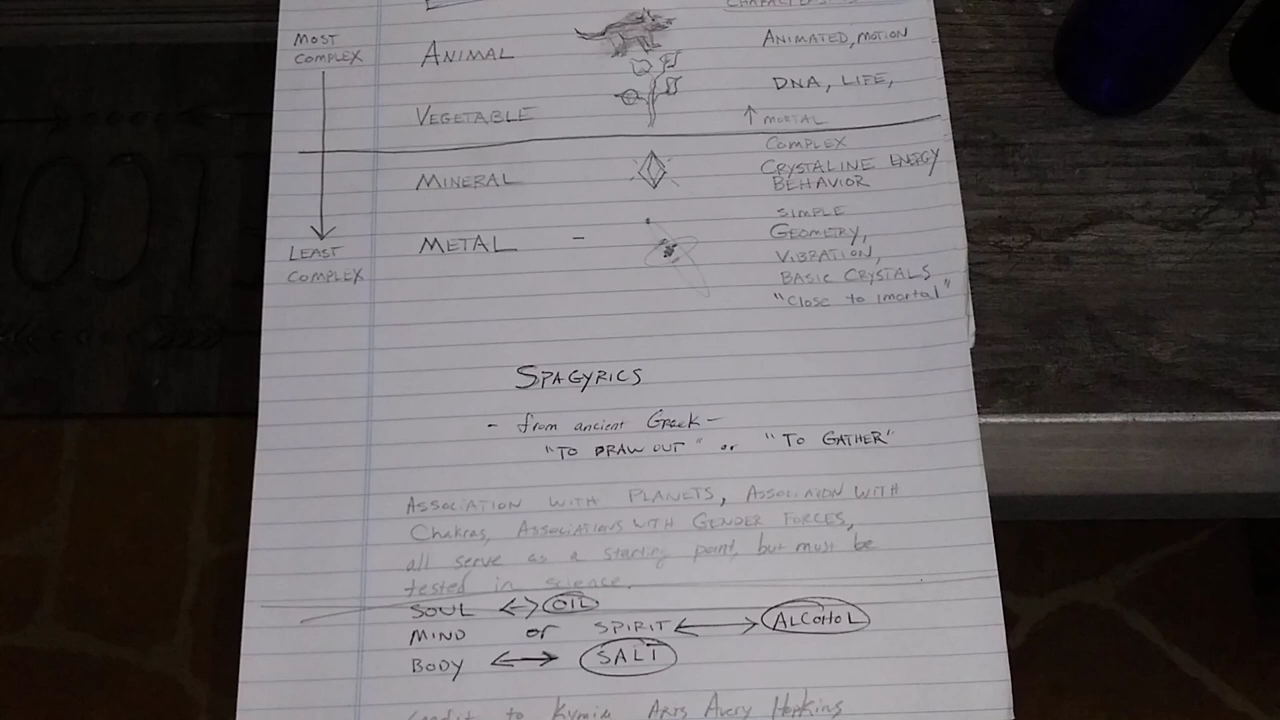 CHARACTERISTICS
MOST
COMPLEX
ANIMAL
ANIMATED, MOTION
DNA, LIFE,
VEGETABLE
↑ MORTAL
COMPLEX
MINERAL
CRYSTALINE ENERGY
BEHAVIOR
SIMPLE
LEAST
COMPLEX
METAL -
GEOMETRY,
VIBRATION,
BASIC CRYSTALS
"Close to imortal"
SPAGYRICS
- from ancient Greek -
"TO DRAW OUT" or "TO GATHER"
ASSOCIATION WITH PLANETS, ASSOCIATION WITH
Chakras, ASSOCIATIONS WITH GENDER FORCES,
all serve as a starting point, but must be
tested in science.
SOUL <-> OIL
MIND or SPIRIT <-> ALCOHOL
BODY <-> SALT
Credit to Kymia Arts Avery Hopkins